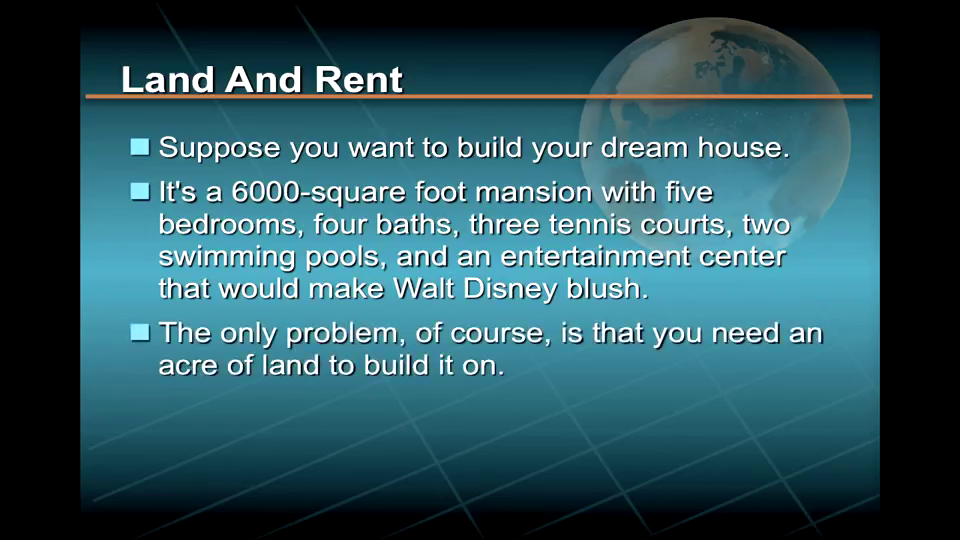 Land And Rent
Suppose you want to build your dream house.
It's a 6000-square foot mansion with five
bedrooms, four baths, three tennis courts, two
swimming pools, and an entertainment center
that would make Walt Disney blush.
The only problem, of course, is that you need an
acre of land to build it on.